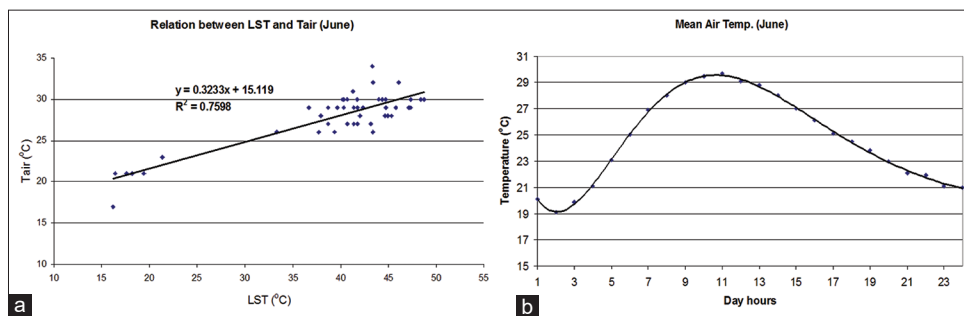 Relation between LST and Tair (June)
Tair (°C)
35
30
25
20
15
10
y = 0.3233x + 15.119
R² = 0.7598
10 15 20 25 30 35 40 45 50 55
LST (°C)
a
Mean Air Temp. (June)
Temperature (°C)
31
29
27
25
23
21
19
17
15
1 3 5 7 9 11 13 15 17 19 21 23
Day hours
b